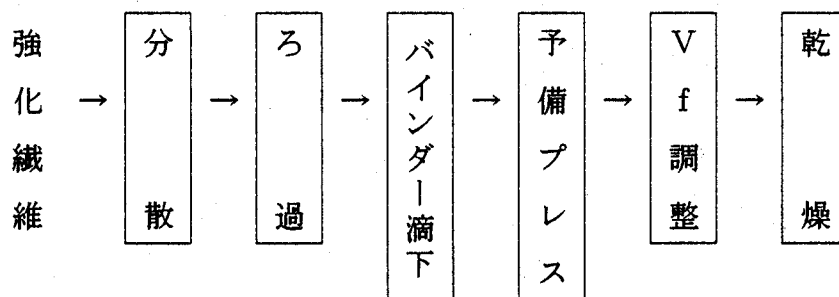 強化繊維
→
分散
→
ろ過
→
バインダー滴下
→
予備プレス
→
Vf調整
→
乾燥